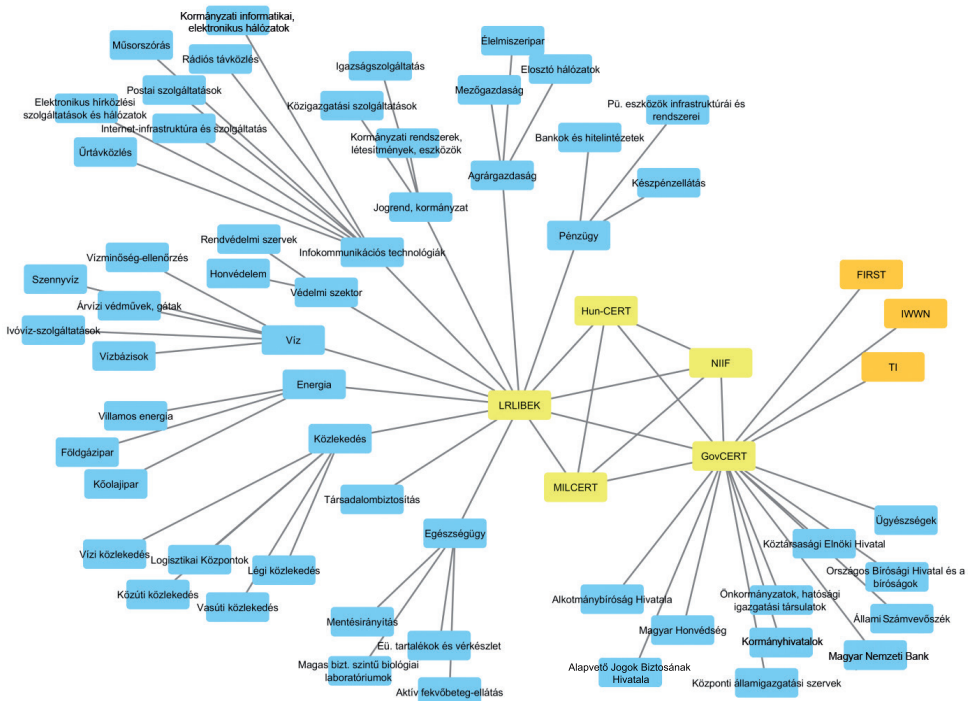 Kormányzati informatikai,
elektronikus hálózatok
Műsorszórás
Rádiós távközlés
Postai szolgáltatások
Elektronikus hírközlési
szolgáltatások és hálózatok
Internet-infrastruktúra és szolgáltatás
Űrtávközlés
Igazságszolgáltatás
Közigazgatási szolgáltatások
Kormányzati rendszerek,
létesítmények, eszközök
Jogrend, kormányzat
Infokommunikációs technológiák
Élelmiszeripar
Elosztó hálózatok
Mezőgazdaság
Agrárgazdaság
Pü. eszközök infrastruktúrái és
rendszerei
Bankok és hitelintézetek
Készpénzellátás
Pénzügy
Rendvédelmi szervek
Honvédelem
Védelmi szektor
Vízminőség-ellenőrzés
Szennyvíz
Árvízi védművek, gátak
Ivóvíz-szolgáltatások
Vízbázisok
Víz
Energia
Villamos energia
Földgázipar
Kőolajipar
Hun-CERT
NIIF
LRLIBEK
GovCERT
MILCERT
FIRST
IWWN
TI
Közlekedés
Társadalombiztosítás
Egészségügy
Vízi közlekedés
Logisztikai Központok
Légi közlekedés
Közúti közlekedés
Vasúti közlekedés
Mentésirányítás
Eü. tartalékok és vérkészlet
Magas bizt. szintű biológiai
laboratóriumok
Aktív fekvőbeteg-ellátás
Ügyészségek
Köztársasági Elnöki Hivatal
Országos Bírósági Hivatal és a
bíróságok
Alkotmánybíróság Hivatala
Önkormányzatok, hatósági
igazgatási társulatok
Állami Számvevőszék
Magyar Honvédség
Kormányhivatalok
Magyar Nemzeti Bank
Alapvető Jogok Biztosának
Hivatala
Központi államigazgatási szervek